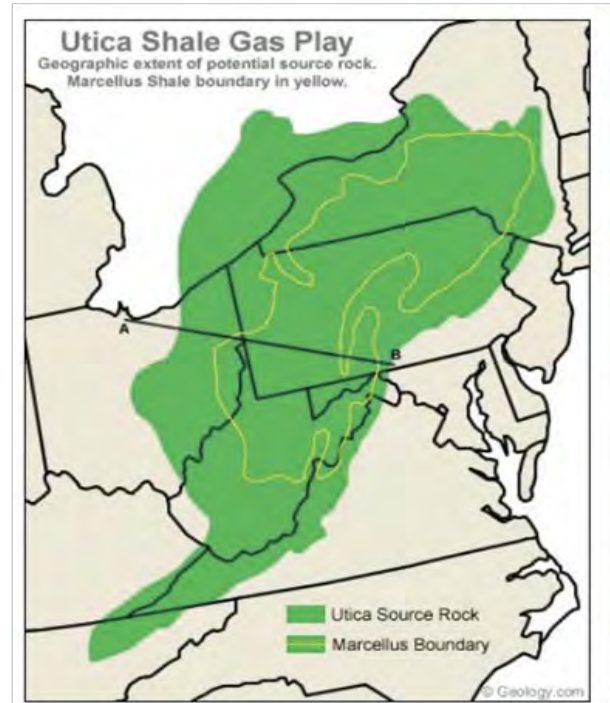 Utica Shale Gas Play
Geographic extent of potential source rock.
Marcellus Shale boundary in yellow.
A
B
Utica Source Rock
Marcellus Boundary
© Geology.com